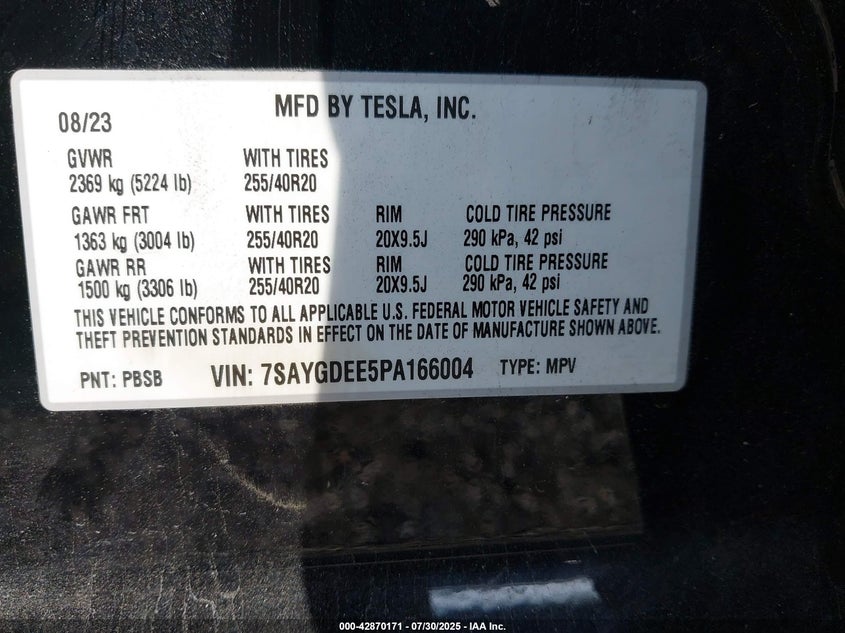 MFD BY TESLA, INC.
08/23
GVWR WITH TIRES
2369 kg (5224 lb) 255/40R20
GAWR FRT WITH TIRES RIM COLD TIRE PRESSURE
1363 kg (3004 lb) 255/40R20 20X9.5J 290 kPa, 42 psi
GAWR RR WITH TIRES RIM COLD TIRE PRESSURE
1500 kg (3306 lb) 255/40R20 20X9.5J 290 kPa, 42 psi
THIS VEHICLE CONFORMS TO ALL APPLICABLE U.S. FEDERAL MOTOR VEHICLE SAFETY AND
THEFT PREVENTION STANDARDS IN EFFECT ON THE DATE OF MANUFACTURE SHOWN ABOVE.
PNT: PBSB VIN: 7SAYGDEE5PA166004 TYPE: MPV
000-42870171 - 07/30/2025 - IAA Inc.